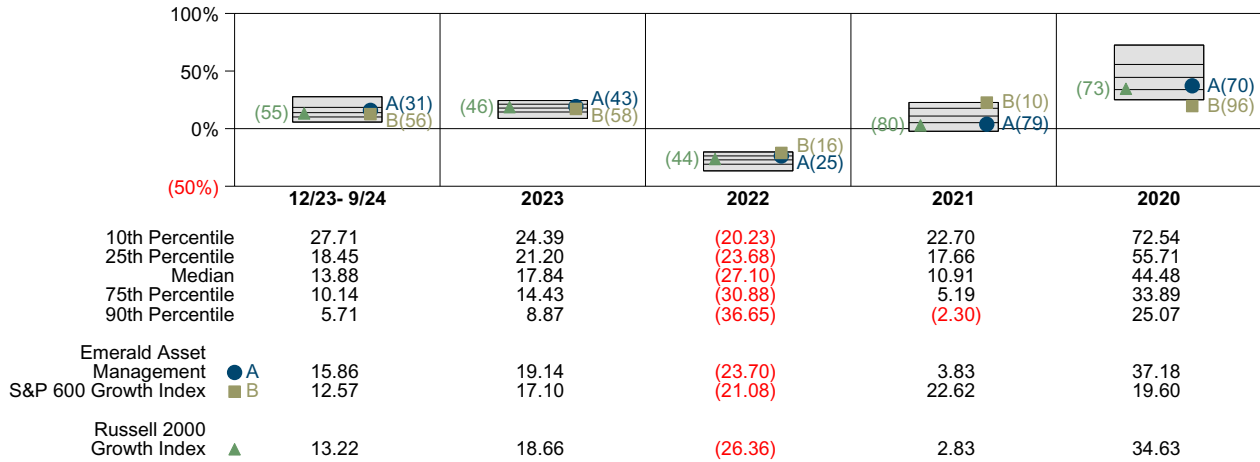 100%
50%
0%
(50%)
(55) A(31)
B(56)
(46) A(43)
B(58)
(44) B(16)
A(25)
(80) B(10)
A(79)
(73) A(70)
B(96)
12/23- 9/24 2023 2022 2021 2020
10th Percentile 27.71 24.39 (20.23) 22.70 72.54
25th Percentile 18.45 21.20 (23.68) 17.66 55.71
Median 13.88 17.84 (27.10) 10.91 44.48
75th Percentile 10.14 14.43 (30.88) 5.19 33.89
90th Percentile 5.71 8.87 (36.65) (2.30) 25.07
Emerald Asset
Management A 15.86 19.14 (23.70) 3.83 37.18
S&P 600 Growth Index B 12.57 17.10 (21.08) 22.62 19.60
Russell 2000
Growth Index 13.22 18.66 (26.36) 2.83 34.63